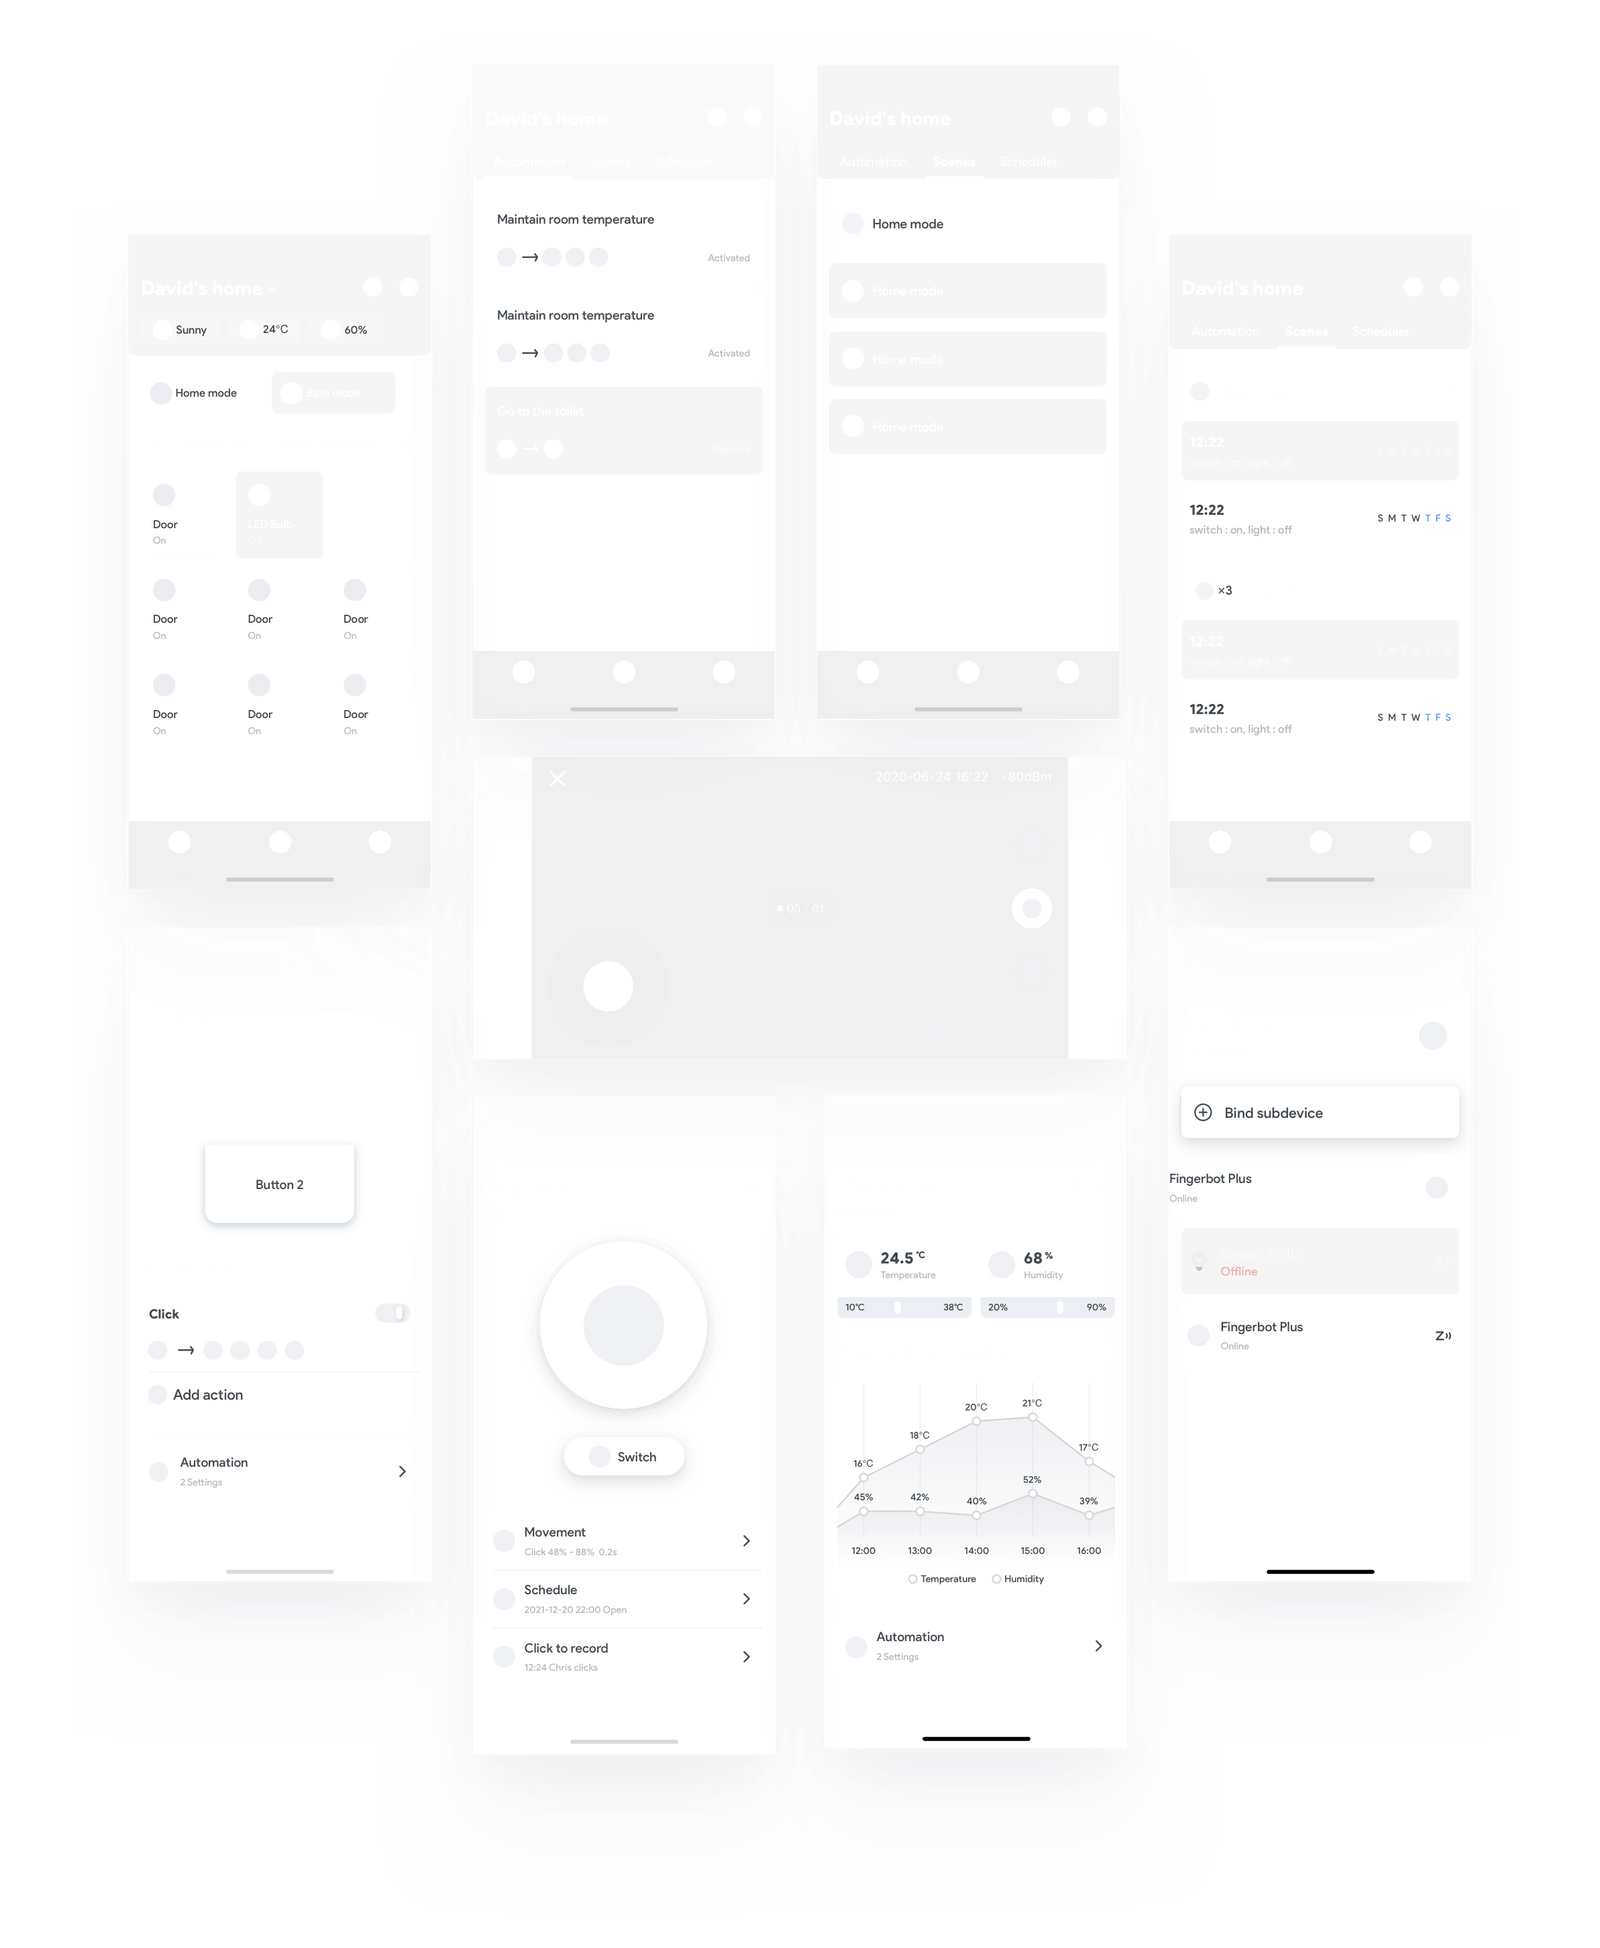 David's home
Sunny
24°C
60%
Home mode
Bath mode
Door
On
LED Bulb
Off
Door
On
Door
On
Door
On
Door
On
Door
On
Door
On
David's home
Automation Scenes Scheduler
Maintain room temperature
Activated
Maintain room temperature
Activated
Go to the toilet
Disabled
David's home
Automation Scenes Scheduler
Home mode
Home mode
Home mode
Home mode
David's home
Automation Scenes Scheduler
12:22
switch : on, light : off
S M T W T F S
12:22
switch : on, light : off
S M T W T F S
×3
12:22
switch : on, light : off
S M T W T F S
12:22
switch : on, light : off
S M T W T F S
2020-06-24 16:22 -80dBm
00 : 01
Button 2
Click
Add action
Automation
2 Settings
Switch
Movement
Click 48% - 88% 0.2s
Schedule
2021-12-20 22:00 Open
Click to record
12:24 Chris clicks
24.5 °C
Temperature
68 %
Humidity
10°C 38°C
20% 90%
16°C 18°C 20°C 21°C 17°C
45% 42% 40% 52% 39%
12:00 13:00 14:00 15:00 16:00
Temperature Humidity
Automation
2 Settings
Bind subdevice
Fingerbot Plus
Online
Smart Bulb
Offline
Fingerbot Plus
Online